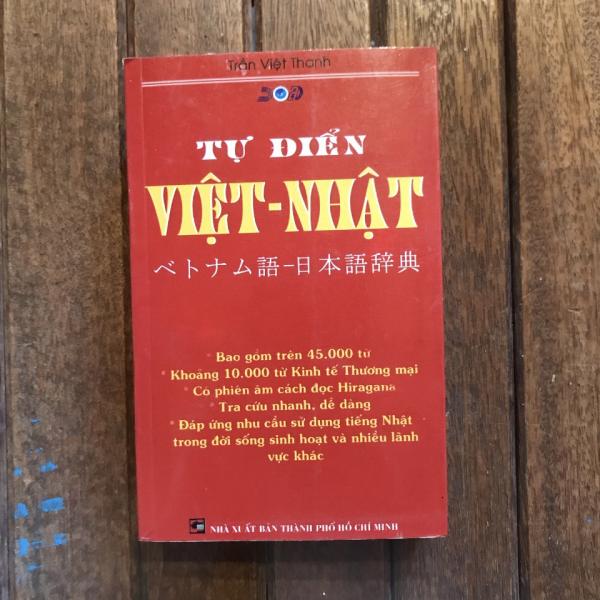 Trần Việt Thanh
TỰ ĐIỂN
VIỆT-NHẬT
ベトナム語-日本語辞典
* Bao gồm trên 45.000 từ
* Khoảng 10.000 từ Kinh tế Thương mại
* Có phiên âm cách đọc Hiragana
* Tra cứu nhanh, dễ dàng
* Đáp ứng nhu cầu sử dụng tiếng Nhật
trong đời sống sinh hoạt và nhiều lãnh
vực khác
NHÀ XUẤT BẢN THÀNH PHỐ HỒ CHÍ MINH